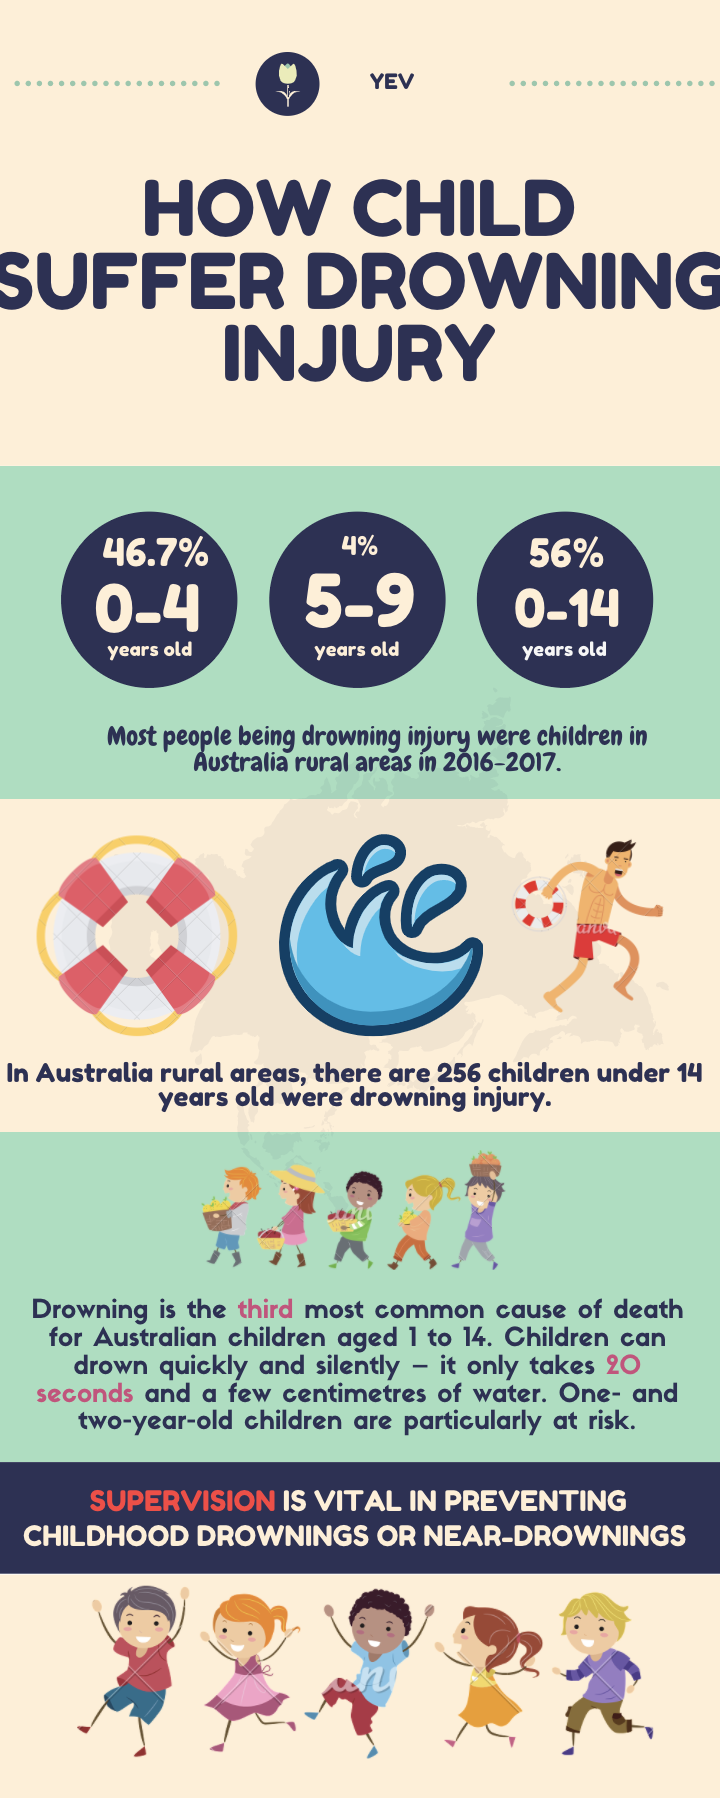 YEV
HOW CHILD
SUFFER DROWNING
INJURY
46.7%
0-4
years old
4%
5-9
years old
56%
0-14
years old
Most people being drowning injury were children in
Australia rural areas in 2016-2017.
In Australia rural areas, there are 256 children under 14
years old were drowning injury.
Drowning is the third most common cause of death
for Australian children aged 1 to 14. Children can
drown quickly and silently – it only takes 20
seconds and a few centimetres of water. One- and
two-year-old children are particularly at risk.
SUPERVISION IS VITAL IN PREVENTING
CHILDHOOD DROWNINGS OR NEAR-DROWNINGS